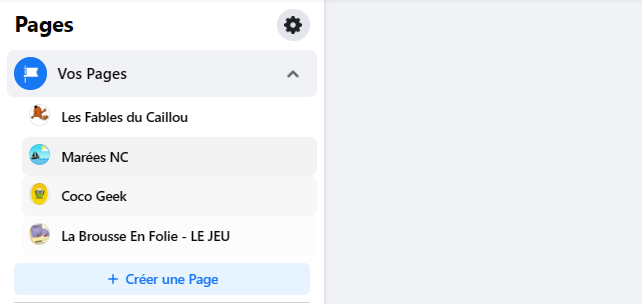 Pages
Vos Pages
Les Fables du Caillou
Marées NC
Coco Geek
La Brousse En Folie - LE JEU
+ Créer une Page